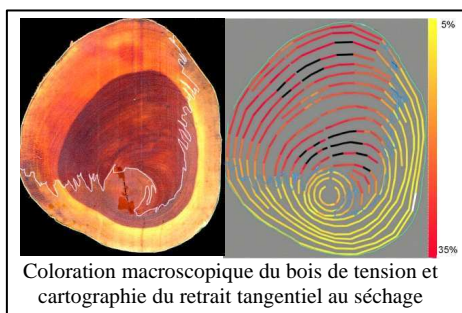 5%
35%
Coloration macroscopique du bois de tension et
cartographie du retrait tangentiel au séchage